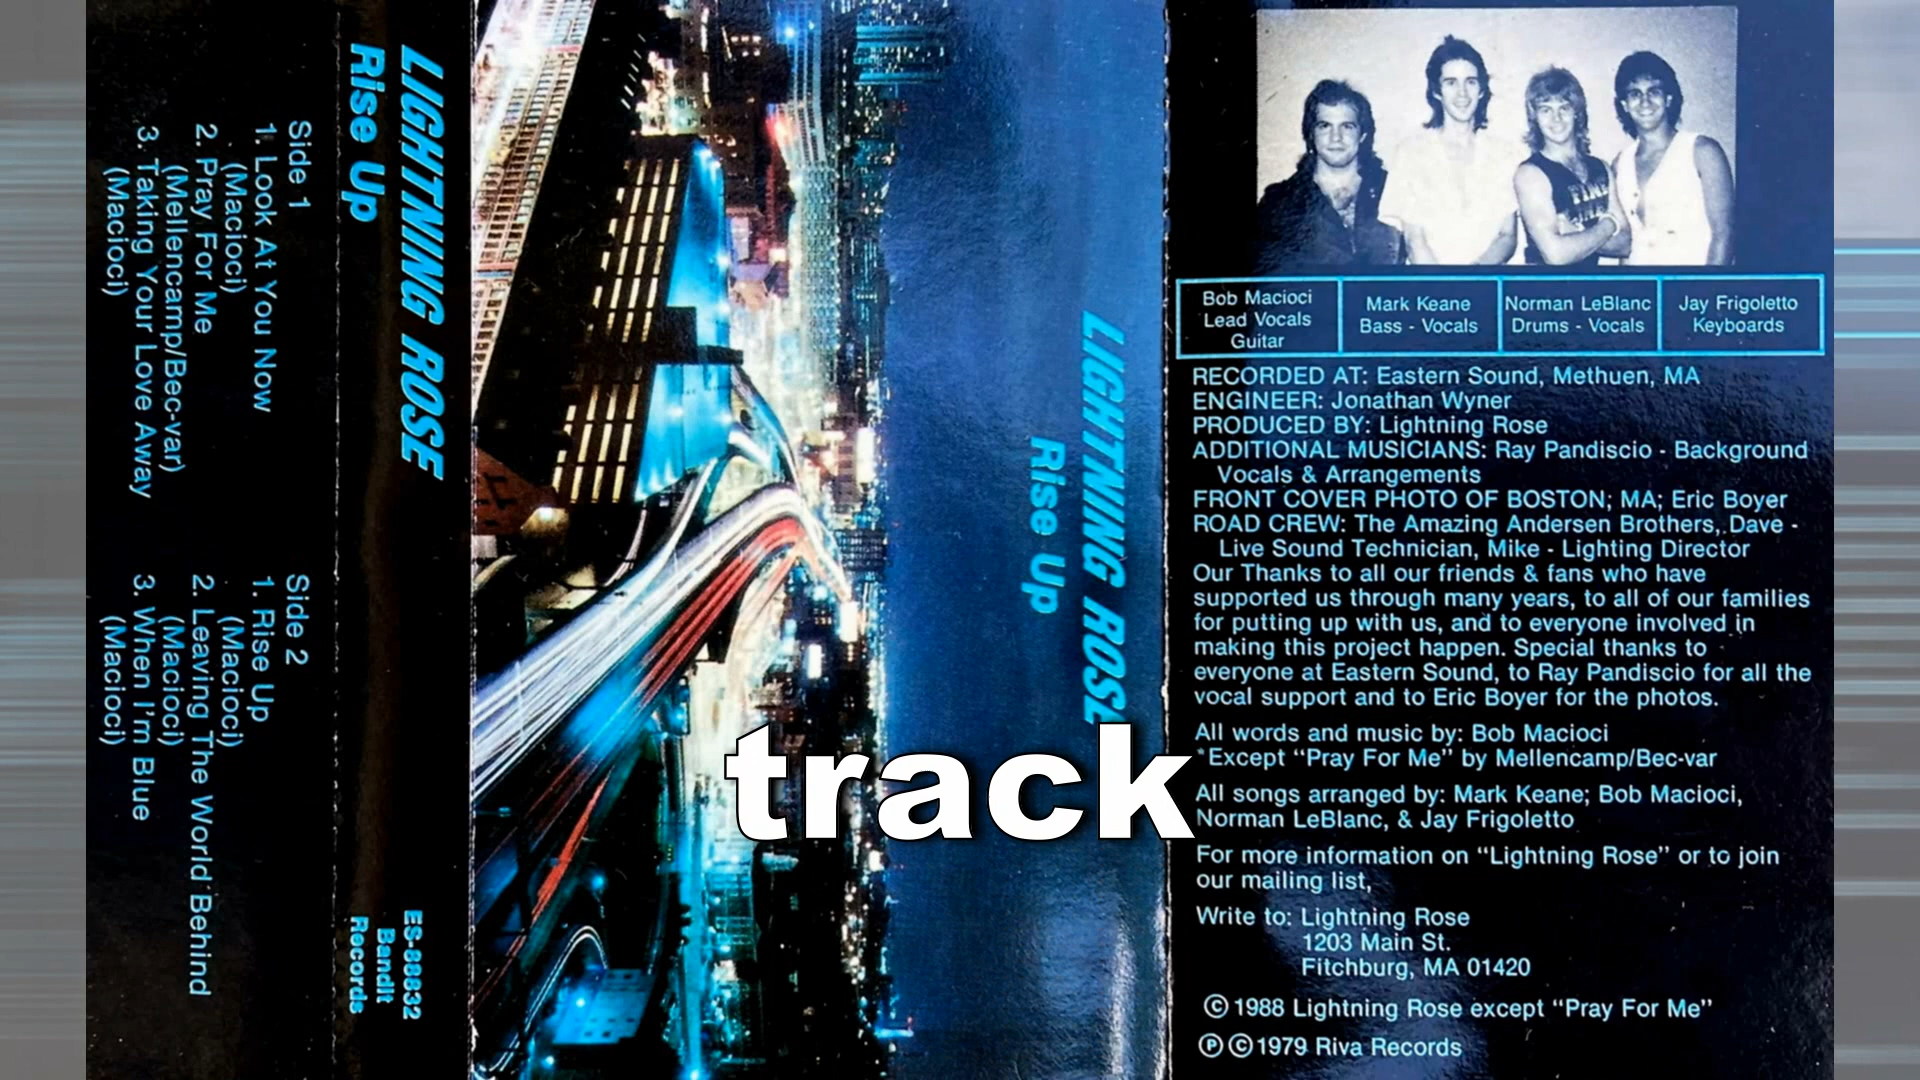 Side 1
1. Look At You Now
(Macioci)
2. Pray For Me
(Mellencamp/Bec-var)
3. Taking Your Love Away
(Macioci)
Side 2
1. Rise Up
(Macioci)
2. Leaving The World Behind
(Macioci)
3. When I'm Blue
(Macioci)
LIGHTNING ROSE
Rise Up
ES-88832
Bandit
Records
LIGHTNING ROSE
Rise Up
track
Bob Macioci
Lead Vocals
Guitar
Mark Keane
Bass - Vocals
Norman LeBlanc
Drums - Vocals
Jay Frigoletto
Keyboards
RECORDED AT: Eastern Sound, Methuen, MA
ENGINEER: Jonathan Wyner
PRODUCED BY: Lightning Rose
ADDITIONAL MUSICIANS: Ray Pandiscio - Background
Vocals & Arrangements
FRONT COVER PHOTO OF BOSTON; MA; Eric Boyer
ROAD CREW: The Amazing Andersen Brothers, Dave -
Live Sound Technician, Mike - Lighting Director
Our Thanks to all our friends & fans who have
supported us through many years, to all of our families
for putting up with us, and to everyone involved in
making this project happen. Special thanks to
everyone at Eastern Sound, to Ray Pandiscio for all the
vocal support and to Eric Boyer for the photos.
All words and music by: Bob Macioci
*Except “Pray For Me” by Mellencamp/Bec-var
All songs arranged by: Mark Keane; Bob Macioci,
Norman LeBlanc, & Jay Frigoletto
For more information on “Lightning Rose” or to join
our mailing list,
Write to: Lightning Rose
1203 Main St.
Fitchburg, MA 01420
© 1988 Lightning Rose except “Pray For Me”
℗ © 1979 Riva Records